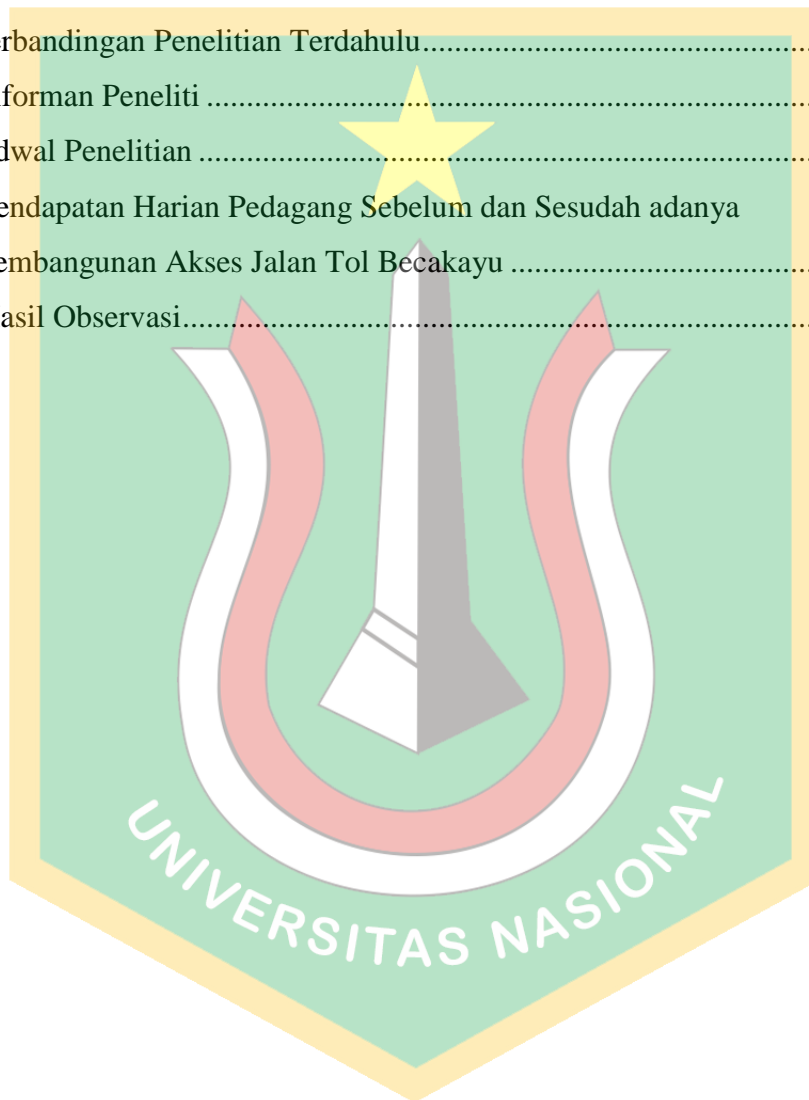 erbandingan Penelitian Terdahulu..................................................
forman Peneliti ............................................................................
dwal Penelitian .............................................................................
endapatan Harian Pedagang Sebelum dan Sesudah adanya
embangunan Akses Jalan Tol Becakayu ......................................
asil Observasi...............................................................................
UNIVERSITAS NASIONAL